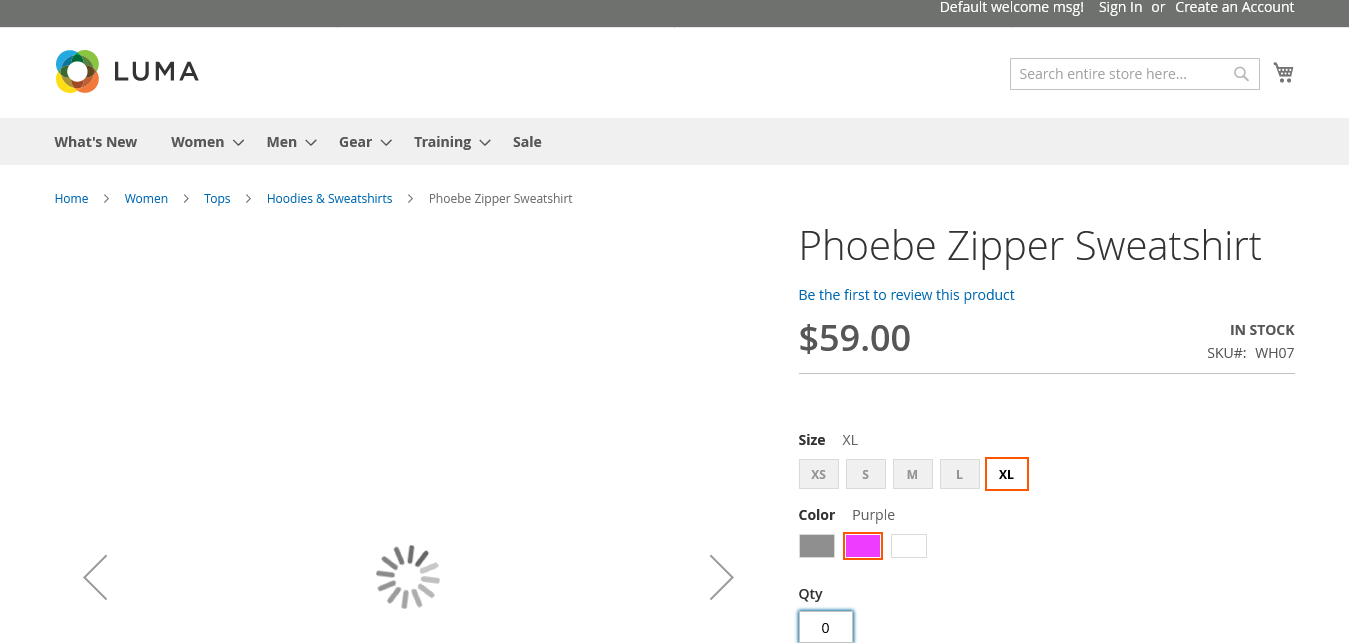 Default welcome msg! Sign In or Create an Account
LUMA
Search entire store here...
What's New Women Men Gear Training Sale
Home Women Tops Hoodies & Sweatshirts Phoebe Zipper Sweatshirt
Phoebe Zipper Sweatshirt
Be the first to review this product
$59.00
IN STOCK
SKU#: WH07
Size XL
XS S M L XL
Color Purple
Qty
0